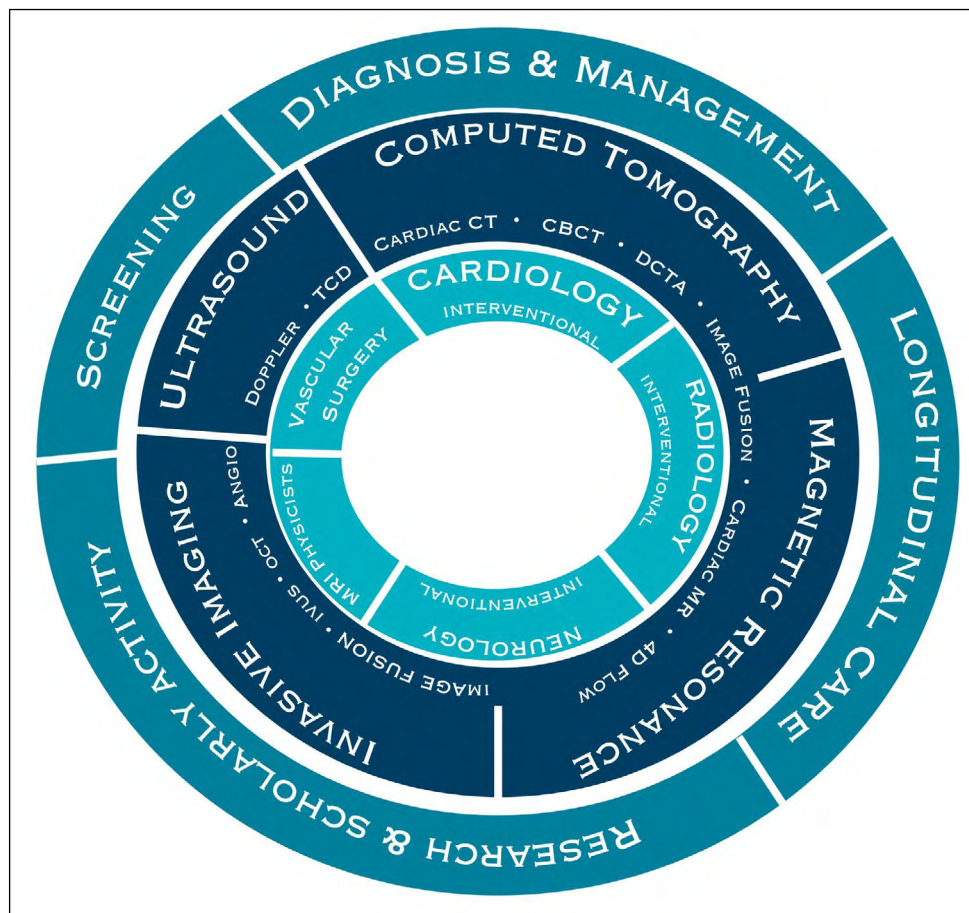 DIAGNOSIS & MANAGEMENT
LONGITUDINAL CARE
RESEARCH & SCHOLARLY ACTIVITY
SCREENING
COMPUTED TOMOGRAPHY
CARDIAC CT • CBCT • DCTA • IMAGE FUSION • CARDIAC MR • 4D FLOW
MAGNETIC RESONANCE
INVASIVE IMAGING
IMAGE FUSION • IVUS • OCT • ANGIO
ULTRASOUND
DOPPLER • TCD
CARDIOLOGY
INTERVENTIONAL
RADIOLOGY
INTERVENTIONAL
NEUROLOGY
INTERVENTIONAL
MRI PHYSICISTS
VASCULAR
SURGERY